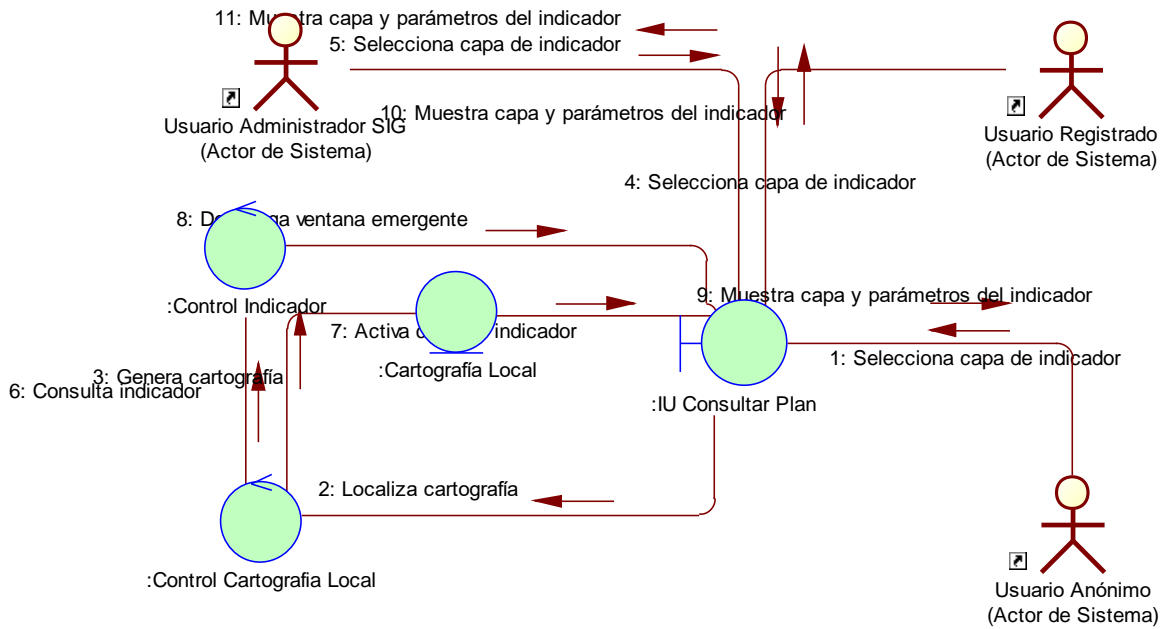 11: Muestra capa y parámetros del indicador
5: Selecciona capa de indicador
10: Muestra capa y parámetros del indicador
Usuario Administrador SIG
(Actor de Sistema)
Usuario Registrado
(Actor de Sistema)
4: Selecciona capa de indicador
8: ventana emergente
:Control Indicador
9: Muestra capa y parámetros del indicador
7: Activa indicador
1: Selecciona capa de indicador
:Cartografía Local
3: Genera cartografía
6: Consulta indicador
:IU Consultar Plan
2: Localiza cartografía
:Control Cartografia Local
Usuario Anónimo
(Actor de Sistema)